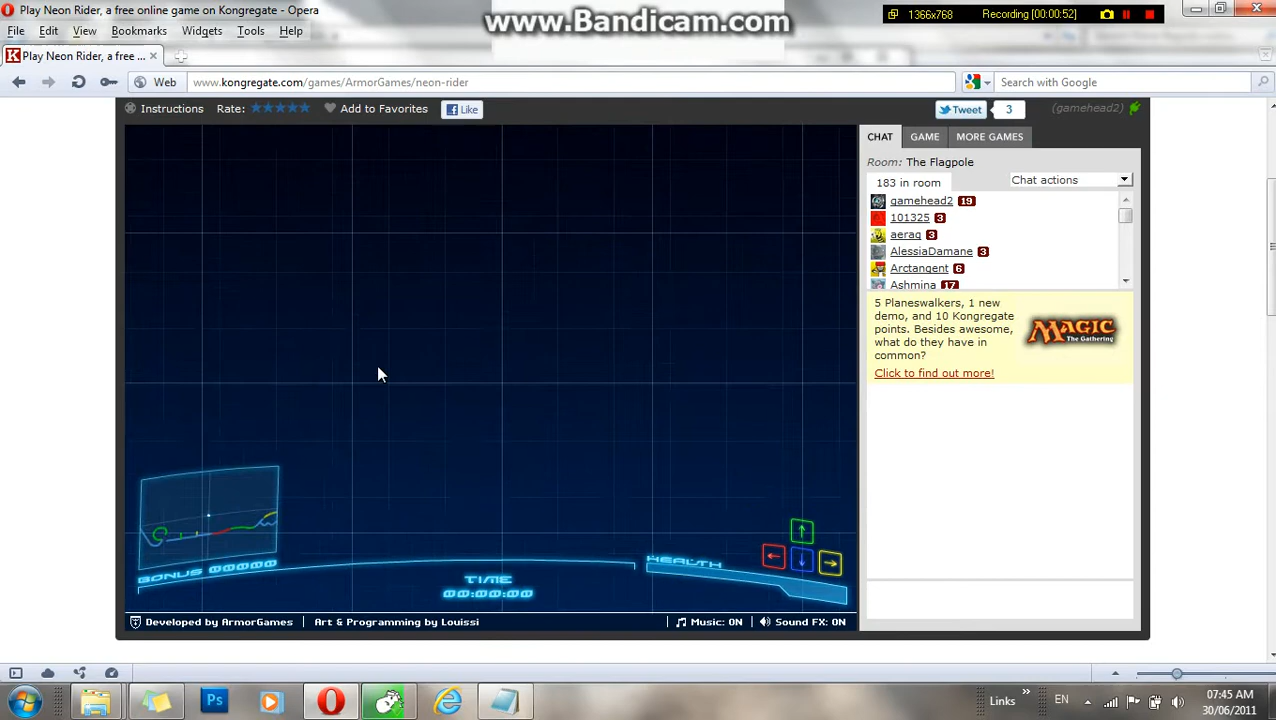 Play Neon Rider, a free online game on Kongregate - Opera
www.Bandicam.com
1366x768
Recording [00:00:52]
File Edit View Bookmarks Widgets Tools Help
Play Neon Rider, a free ...
Web
www.kongregate.com/games/ArmorGames/neon-rider
Search with Google
Instructions
Rate:
Add to Favorites
Like
Tweet
3
(gamehead2)
CHAT GAME MORE GAMES
Room: The Flagpole
183 in room
Chat actions
gamehead2 19
101325 3
aeraq 3
AlessiaDamane 3
Arctangent 6
Ashmina 17
5 Planeswalkers, 1 new
demo, and 10 Kongregate
points. Besides awesome,
what do they have in
common?
Click to find out more!
MAGIC
The Gathering
BONUS 00000
TIME
00:00:00
HEALTH
Developed by ArmorGames
Art & Programming by Louissi
Music: ON
Sound FX: ON
Links
EN
07:45 AM
30/06/2011